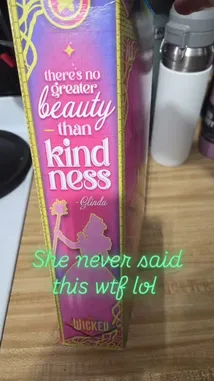 there's no
greater
beauty
than
kind
ness
-Glinda
She never said
this wtf lol
WICKED